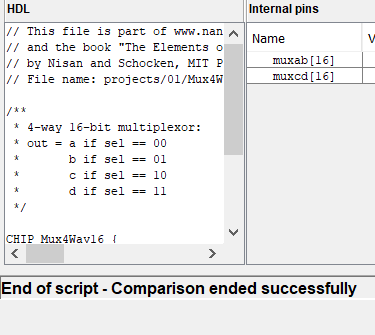 HDL
// This file is part of www.nan
// and the book "The Elements o
// by Nisan and Schocken, MIT P
// File name: projects/01/Mux4W
/**
* 4-way 16-bit multiplexor:
* out = a if sel == 00
* b if sel == 01
* c if sel == 10
* d if sel == 11
*/
CHIP Mux4Way16 {
Internal pins
Name V
muxab[16]
muxcd[16]
End of script - Comparison ended successfully